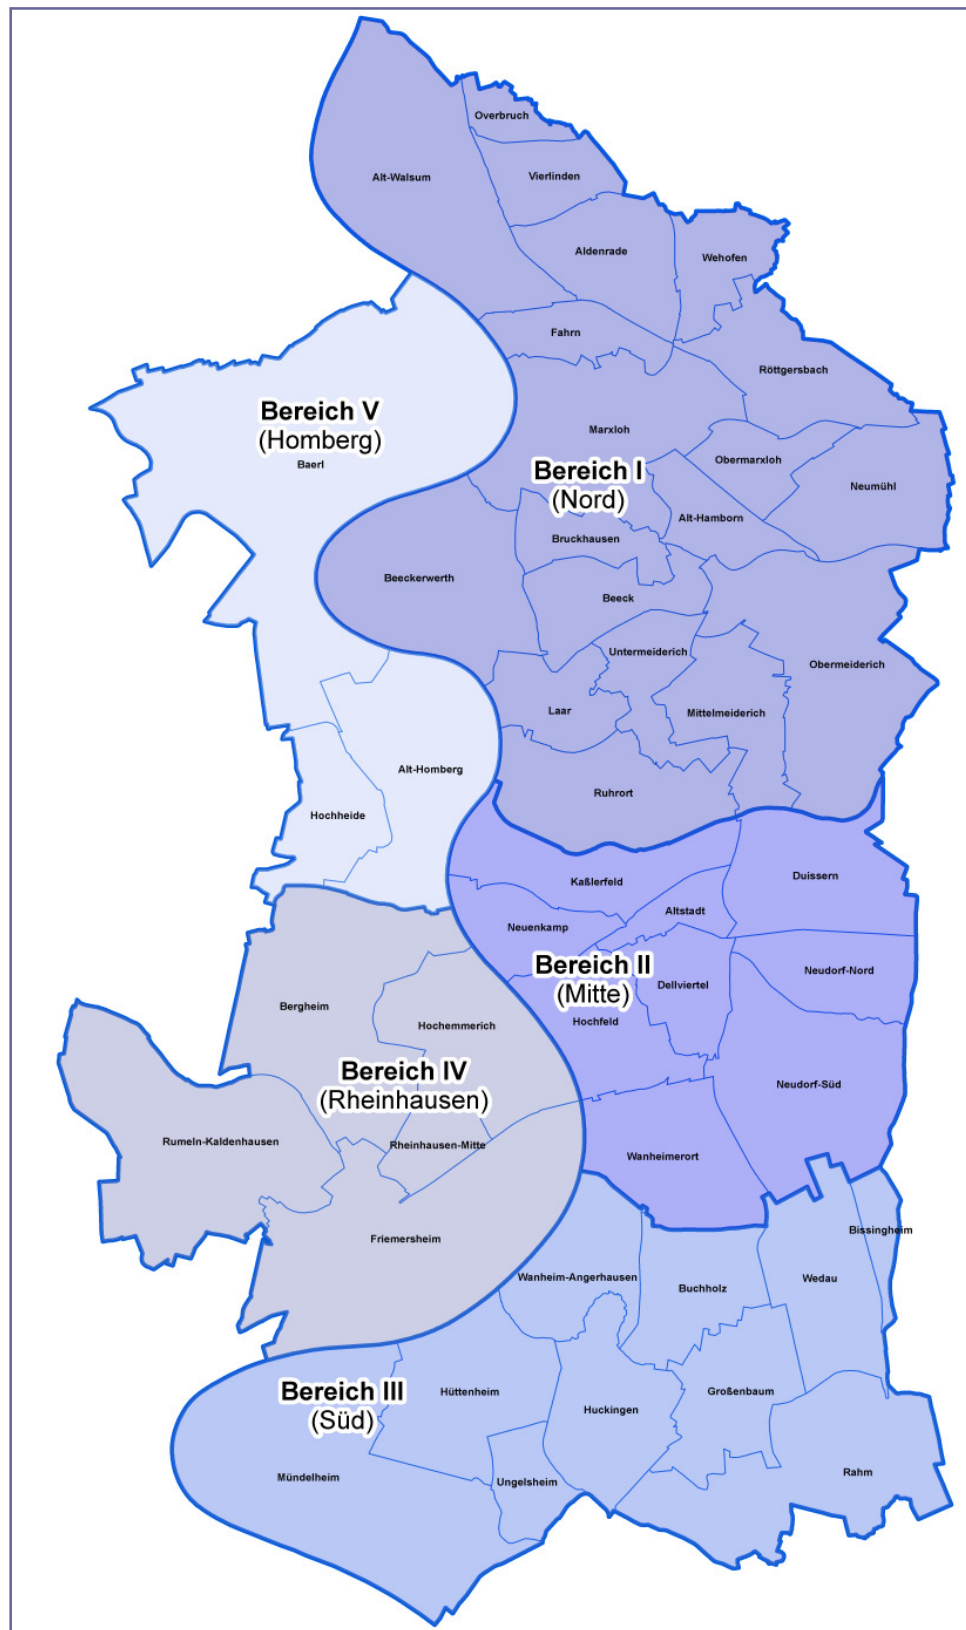 Overbruch
Alt-Walsum
Vierlinden
Aldenrade
Wehofen
Fahrn
Röttgersbach
Bereich V
(Homberg)
Baerl
Marxloh
Obermarxloh
Bereich I
(Nord)
Neumühl
Alt-Hamborn
Bruckhausen
Beeckerwerth
Beeck
Untermeiderich
Obermeiderich
Laar
Mittelmeiderich
Alt-Homberg
Ruhrort
Hochheide
Kaßlerfeld
Duissern
Altstadt
Neuenkamp
Bereich II
(Mitte)
Neudorf-Nord
Dellviertel
Bergheim
Hochemmerich
Hochfeld
Bereich IV
(Rheinhausen)
Neudorf-Süd
Rumeln-Kaldenhausen
Rheinhausen-Mitte
Wanheimerort
Friemersheim
Bissingheim
Wanheim-Angerhausen
Buchholz
Wedau
Bereich III
(Süd)
Hüttenheim
Huckingen
Großenbaum
Mündelheim
Ungelsheim
Rahm